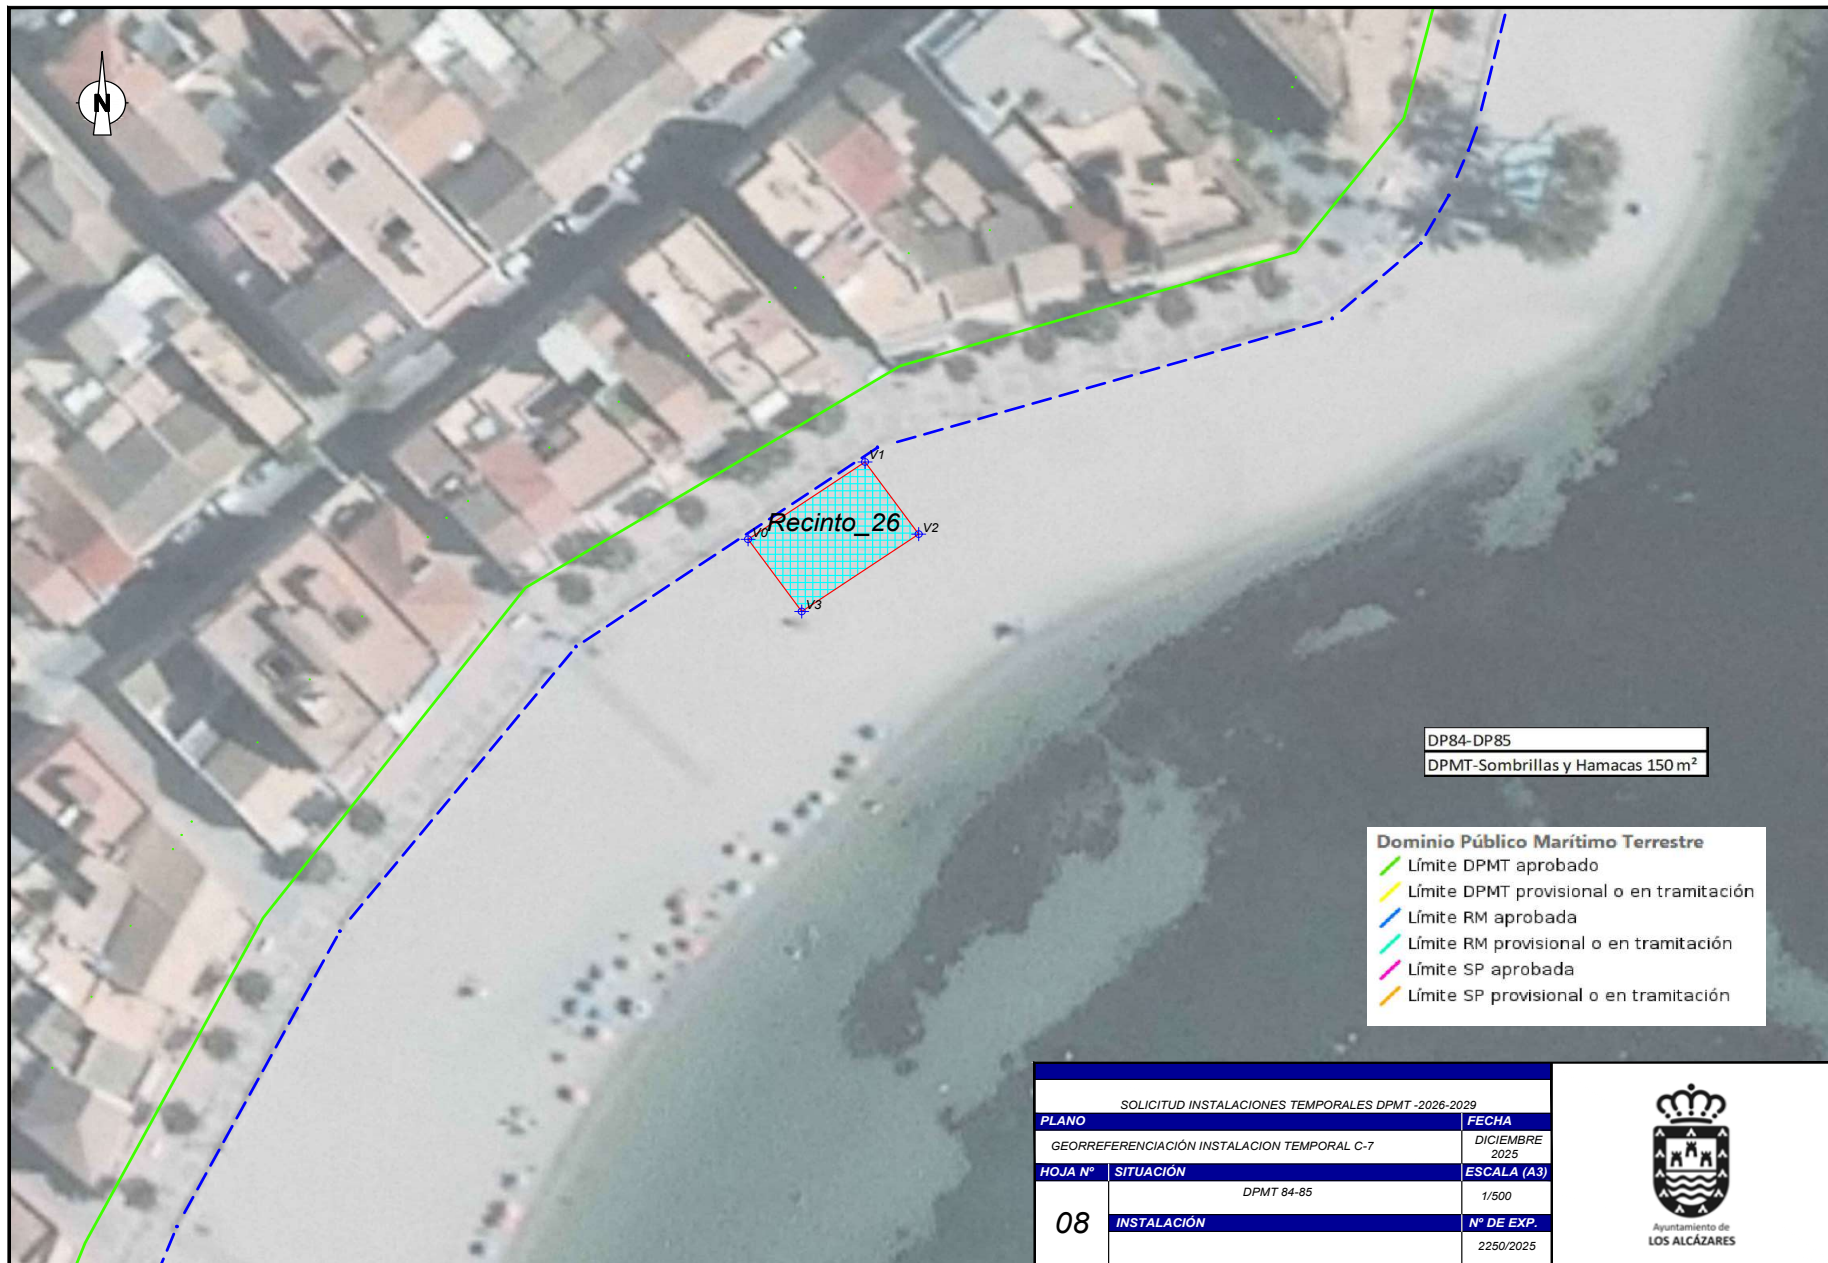 N
V1
Recinto_26
V0
V2
V3
DP84-DP85
DPMT-Sombrillas y Hamacas 150 m²
Dominio Público Marítimo Terrestre
Límite DPMT aprobado
Límite DPMT provisional o en tramitación
Límite RM aprobada
Límite RM provisional o en tramitación
Límite SP aprobada
Límite SP provisional o en tramitación
SOLICITUD INSTALACIONES TEMPORALES DPMT -2026-2029
PLANO FECHA
GEORREFERENCIACIÓN INSTALACION TEMPORAL C-7
DICIEMBRE
2025
HOJA Nº SITUACIÓN ESCALA (A3)
DPMT 84-85
1/500
08
INSTALACIÓN Nº DE EXP.
2250/2025
Ayuntamiento de
LOS ALCÁZARES